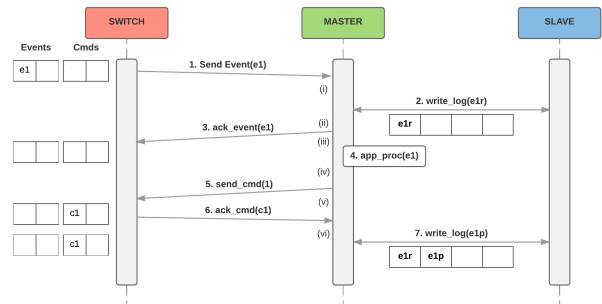 SWITCH MASTER SLAVE
Events Cmds
e1
1. Send Event(e1)
(i)
2. write_log(e1r)
(ii)
e1r
3. ack_event(e1)
(iii)
4. app_proc(e1)
(iv)
5. send_cmd(1)
(v)
6. ack_cmd(c1)
c1
(vi)
7. write_log(e1p)
c1
e1r e1p